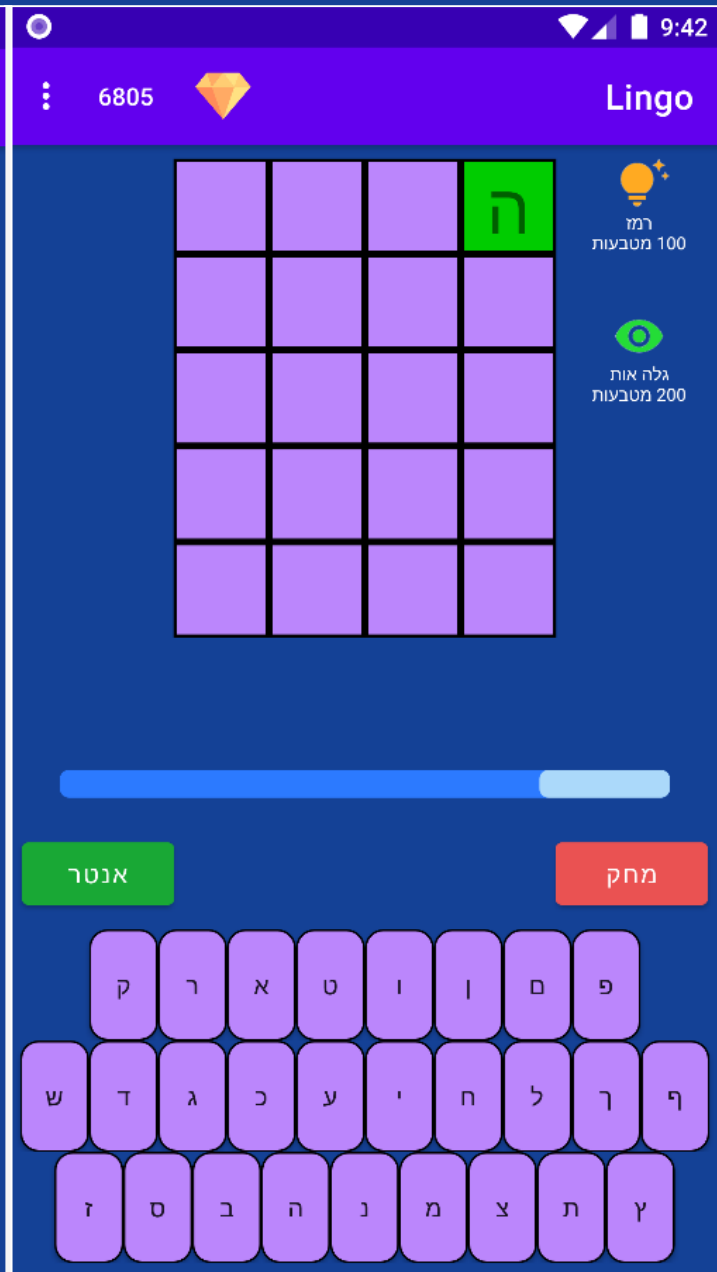 9:42
Lingo
6805
ה
רמז
100 מטבעות
גלה אות
200 מטבעות
מחק
אנטר
ק ר א ט ו ן ם פ
ש ד ג כ ע י ח ל ך ף
ז ס ב ה נ מ צ ת ץ